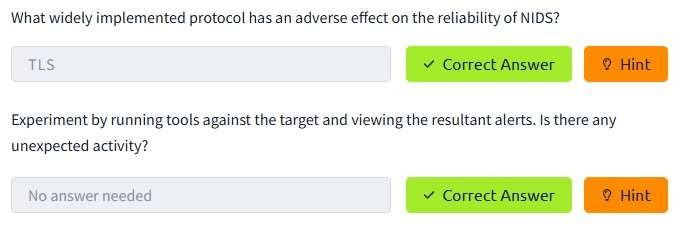 What widely implemented protocol has an adverse effect on the reliability of NIDS?
TLS
Correct Answer
Hint
Experiment by running tools against the target and viewing the resultant alerts. Is there any
unexpected activity?
No answer needed
Correct Answer
Hint